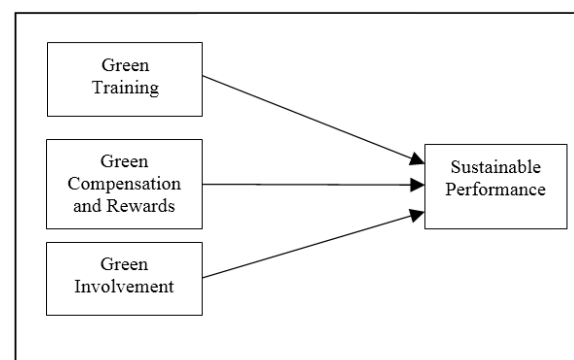 Green
Training
Green
Compensation
and Rewards
Green
Involvement
Sustainable
Performance